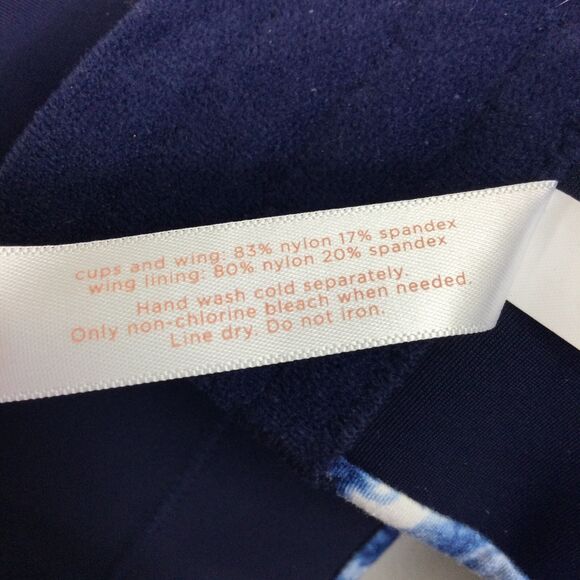 cups and wing: 83% nylon 17% spandex
wing lining: 80% nylon 20% spandex
Hand wash cold separately.
Only non-chlorine bleach when needed.
Line dry. Do not iron.